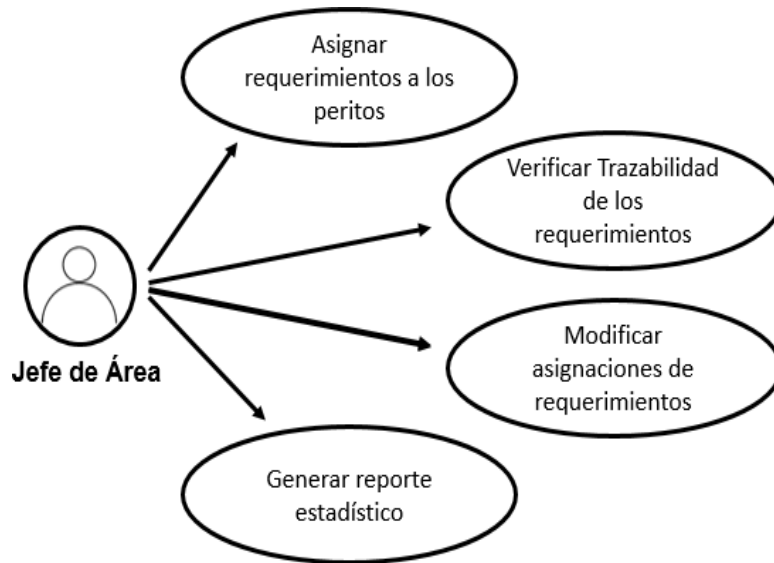 Asignar
requerimientos a los
peritos
Verificar Trazabilidad
de los
requerimientos
Jefe de Área
Modificar
asignaciones de
requerimientos
Generar reporte
estadístico